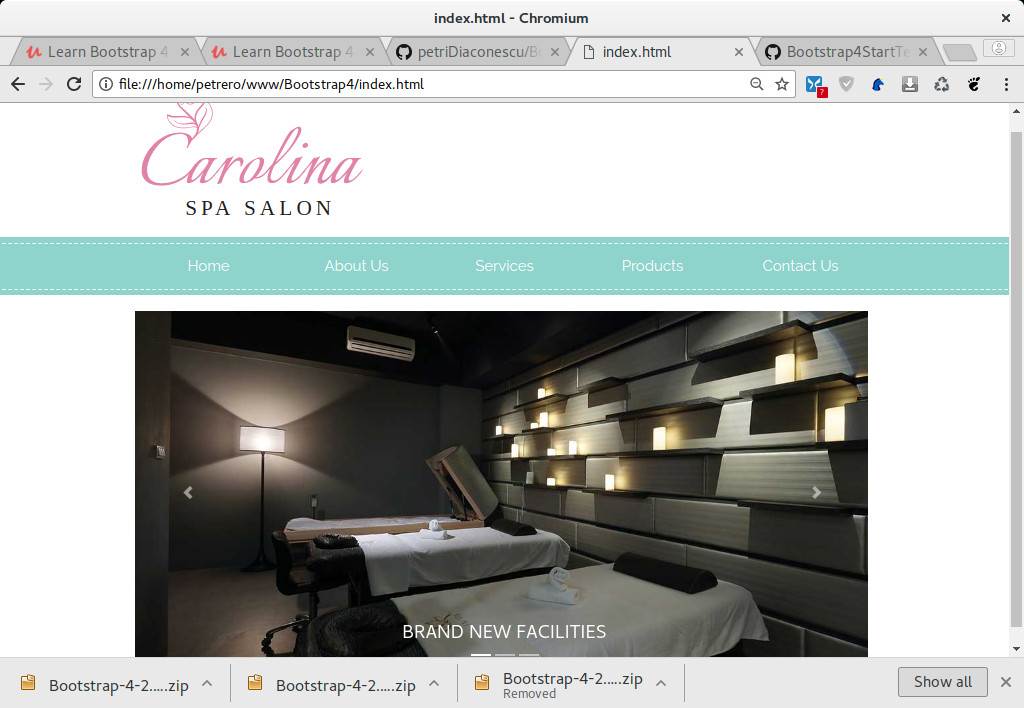 index.html - Chromium
Learn Bootstrap 4
Learn Bootstrap 4
petriDiaconescu/Bo
index.html
Bootstrap4StartTe
file:///home/petrero/www/Bootstrap4/index.html
?
Carolina
SPA SALON
Home About Us Services Products Contact Us
BRAND NEW FACILITIES
Bootstrap-4-2.....zip
Bootstrap-4-2.....zip
Bootstrap-4-2.....zip
Removed
Show all